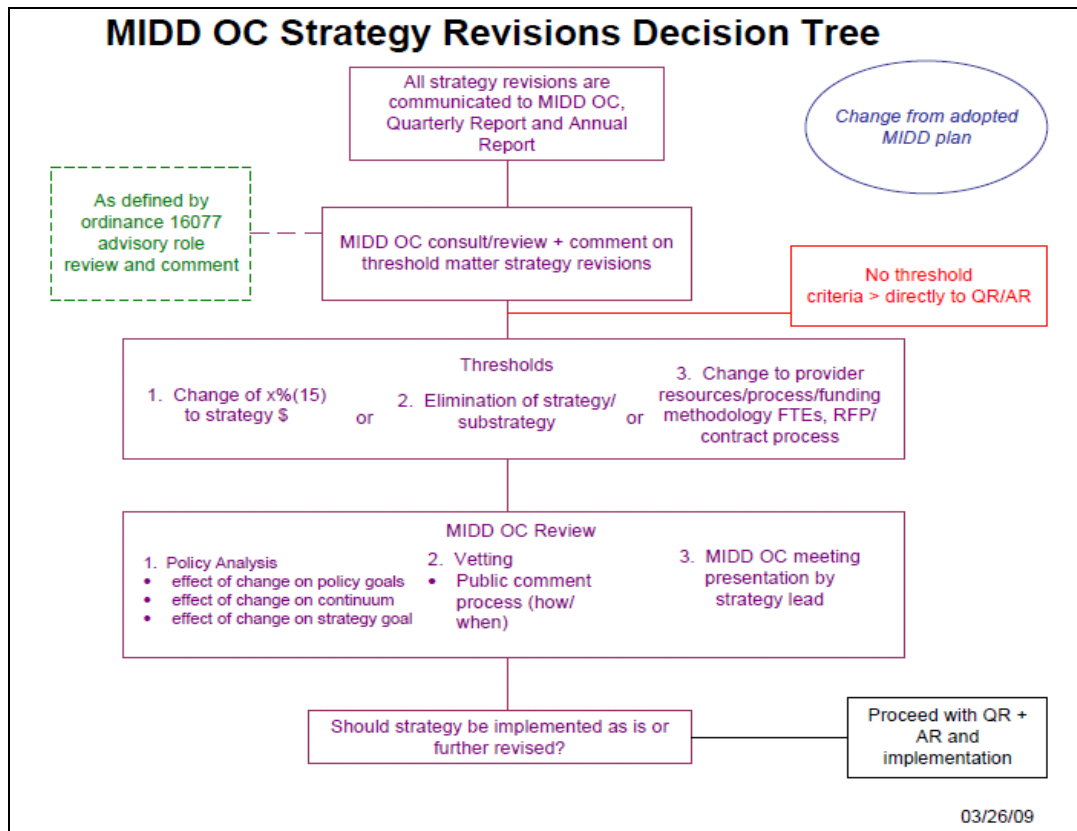 MIDD OC Strategy Revisions Decision Tree
All strategy revisions are
communicated to MIDD OC,
Quarterly Report and Annual
Report
Change from adopted
MIDD plan
As defined by
ordinance 16077
advisory role
review and comment
MIDD OC consult/review + comment on
threshold matter strategy revisions
No threshold
criteria > directly to QR/AR
Thresholds
1. Change of x%(15)
to strategy $
or
2. Elimination of strategy/
substrategy
or
3. Change to provider
resources/process/funding
methodology FTEs, RFP/
contract process
MIDD OC Review
1. Policy Analysis
• effect of change on policy goals
• effect of change on continuum
• effect of change on strategy goal
2. Vetting
• Public comment
process (how/
when)
3. MIDD OC meeting
presentation by
strategy lead
Should strategy be implemented as is or
further revised?
Proceed with QR +
AR and
implementation
03/26/09